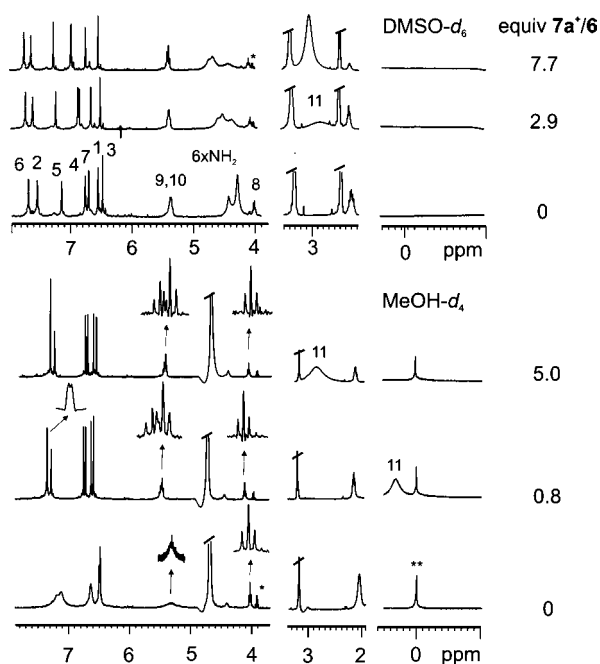 DMSO-d6 equiv 7a+/6
* 7.7
11 2.9
6 2 5 4 7 1 3 6xNH2 9,10 8 0
7 6 5 4 3 0 ppm
MeOH-d4
11 5.0
11 0.8
* ** 0
7 6 5 4 3 2 0 ppm